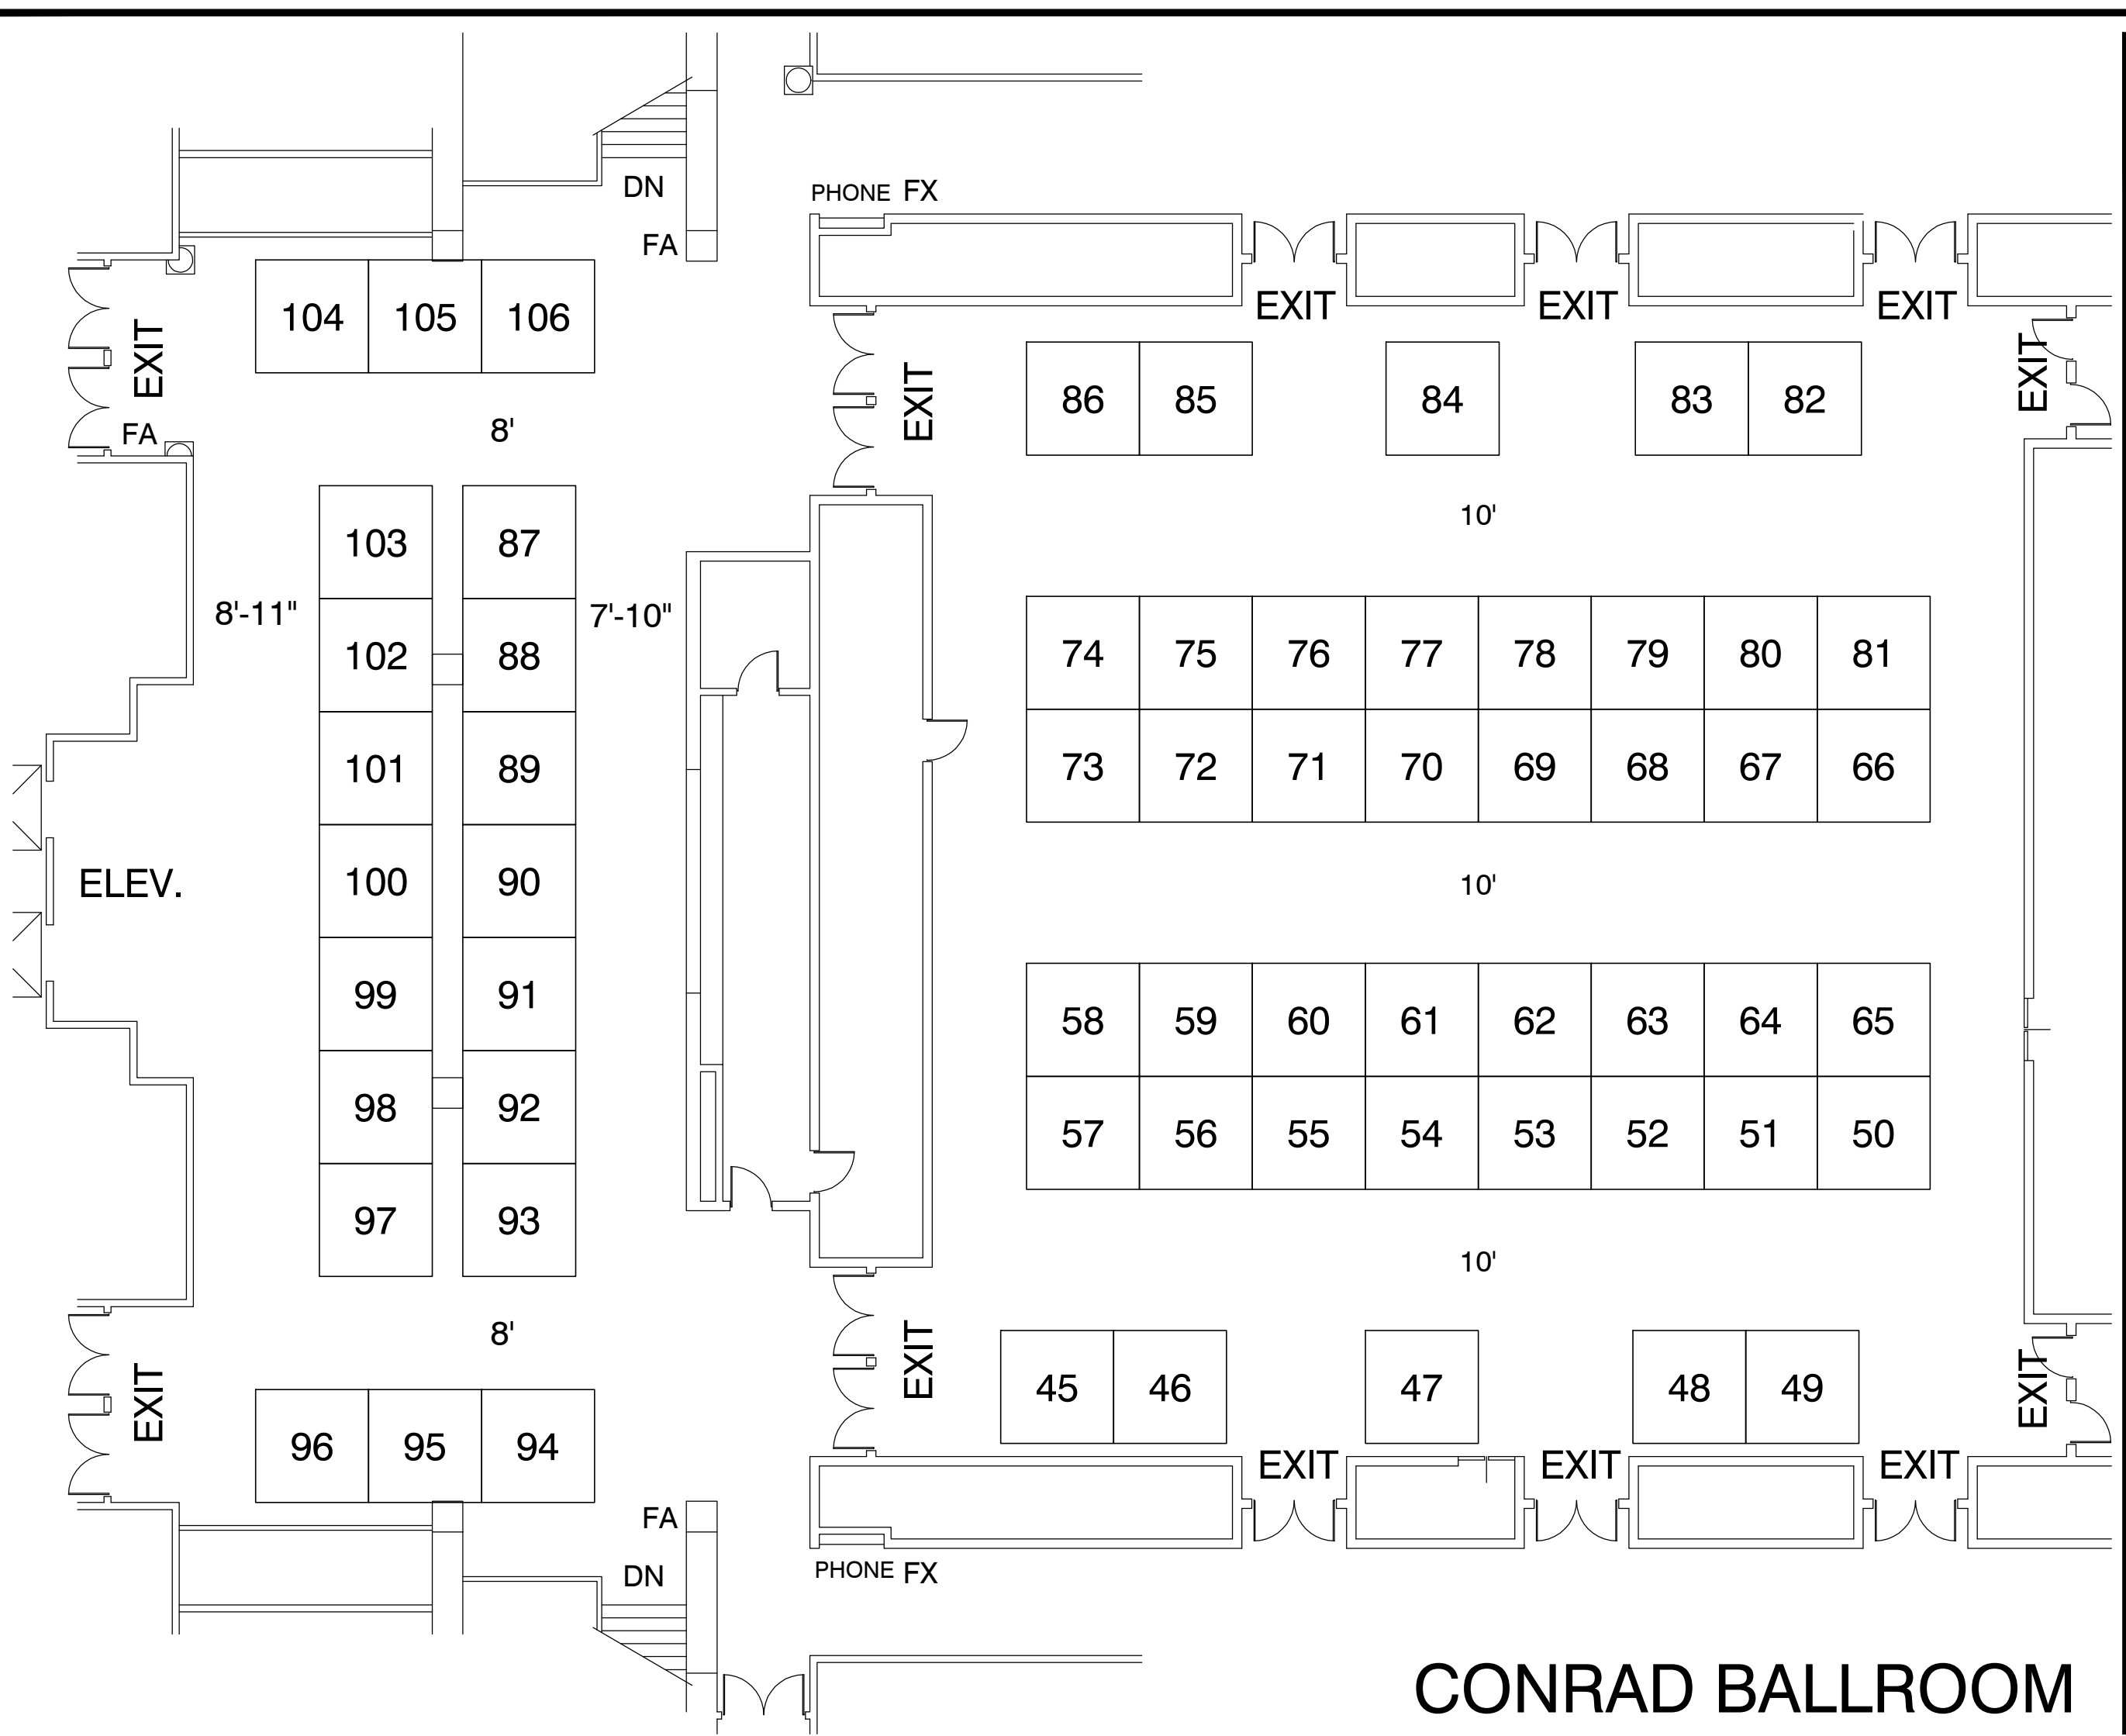 DN
PHONE FX
FA
EXIT EXIT EXIT
104 105 106
EXIT
EXIT
EXIT
86 85 84 83 82
FA
8'
10'
103 87
8'-11" 7'-10"
102 88
74 75 76 77 78 79 80 81
101 89
73 72 71 70 69 68 67 66
ELEV.
100 90
10'
99 91
58 59 60 61 62 63 64 65
98 92
57 56 55 54 53 52 51 50
97 93
10'
8'
EXIT
EXIT
EXIT
45 46 47 48 49
96 95 94
EXIT EXIT EXIT
FA
DN
PHONE FX
CONRAD BALLROOM